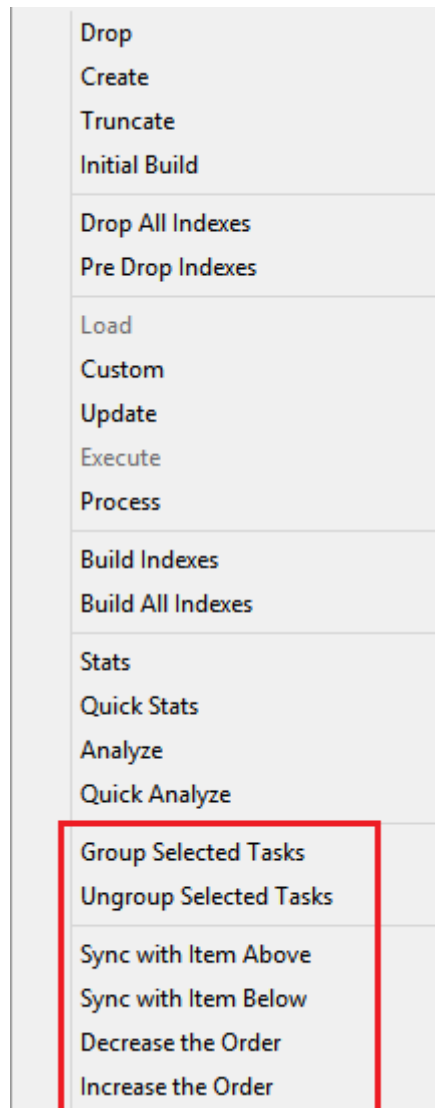 Drop
Create
Truncate
Initial Build
Drop All Indexes
Pre Drop Indexes
Load
Custom
Update
Execute
Process
Build Indexes
Build All Indexes
Stats
Quick Stats
Analyze
Quick Analyze
Group Selected Tasks
Ungroup Selected Tasks
Sync with Item Above
Sync with Item Below
Decrease the Order
Increase the Order